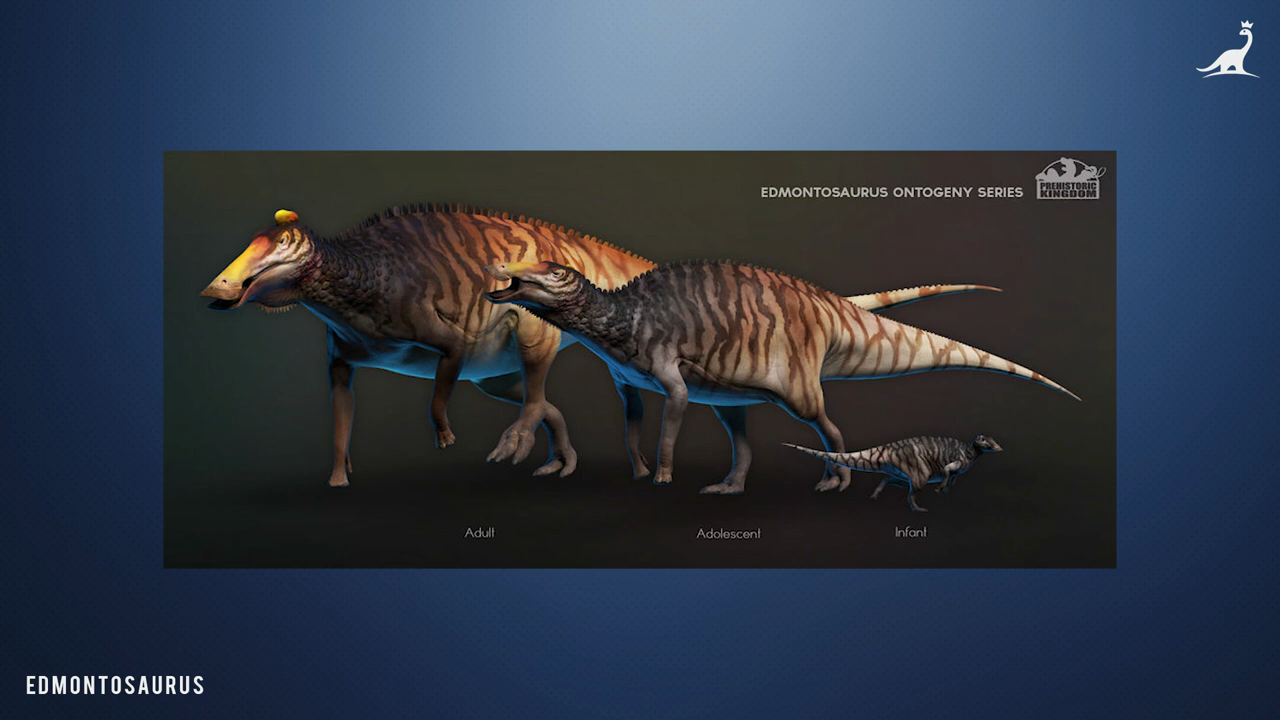 EDMONTOSAURUS ONTOGENY SERIES
PREHISTORIC
KINGDOM
Adult
Adolescent
Infant
EDMONTOSAURUS